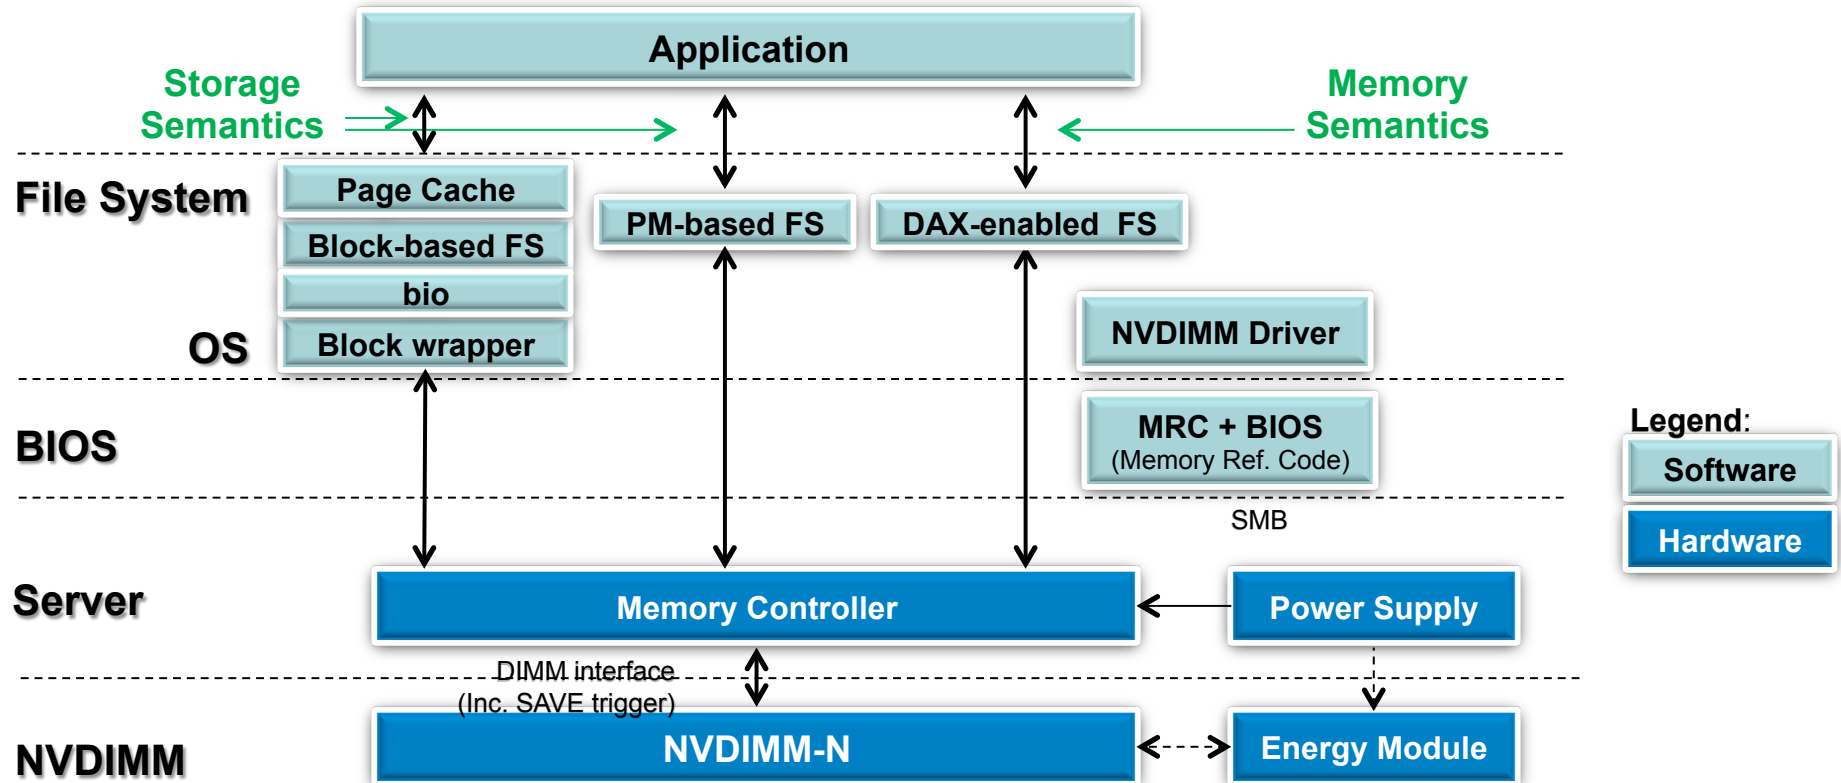 Application
Storage
Semantics
Memory
Semantics
File System
Page Cache
Block-based FS
bio
Block wrapper
PM-based FS
DAX-enabled FS
OS
NVDIMM Driver
BIOS
MRC + BIOS
(Memory Ref. Code)
Legend:
Software
Hardware
SMB
Server
Memory Controller
Power Supply
DIMM interface
(Inc. SAVE trigger)
NVDIMM
NVDIMM-N
Energy Module